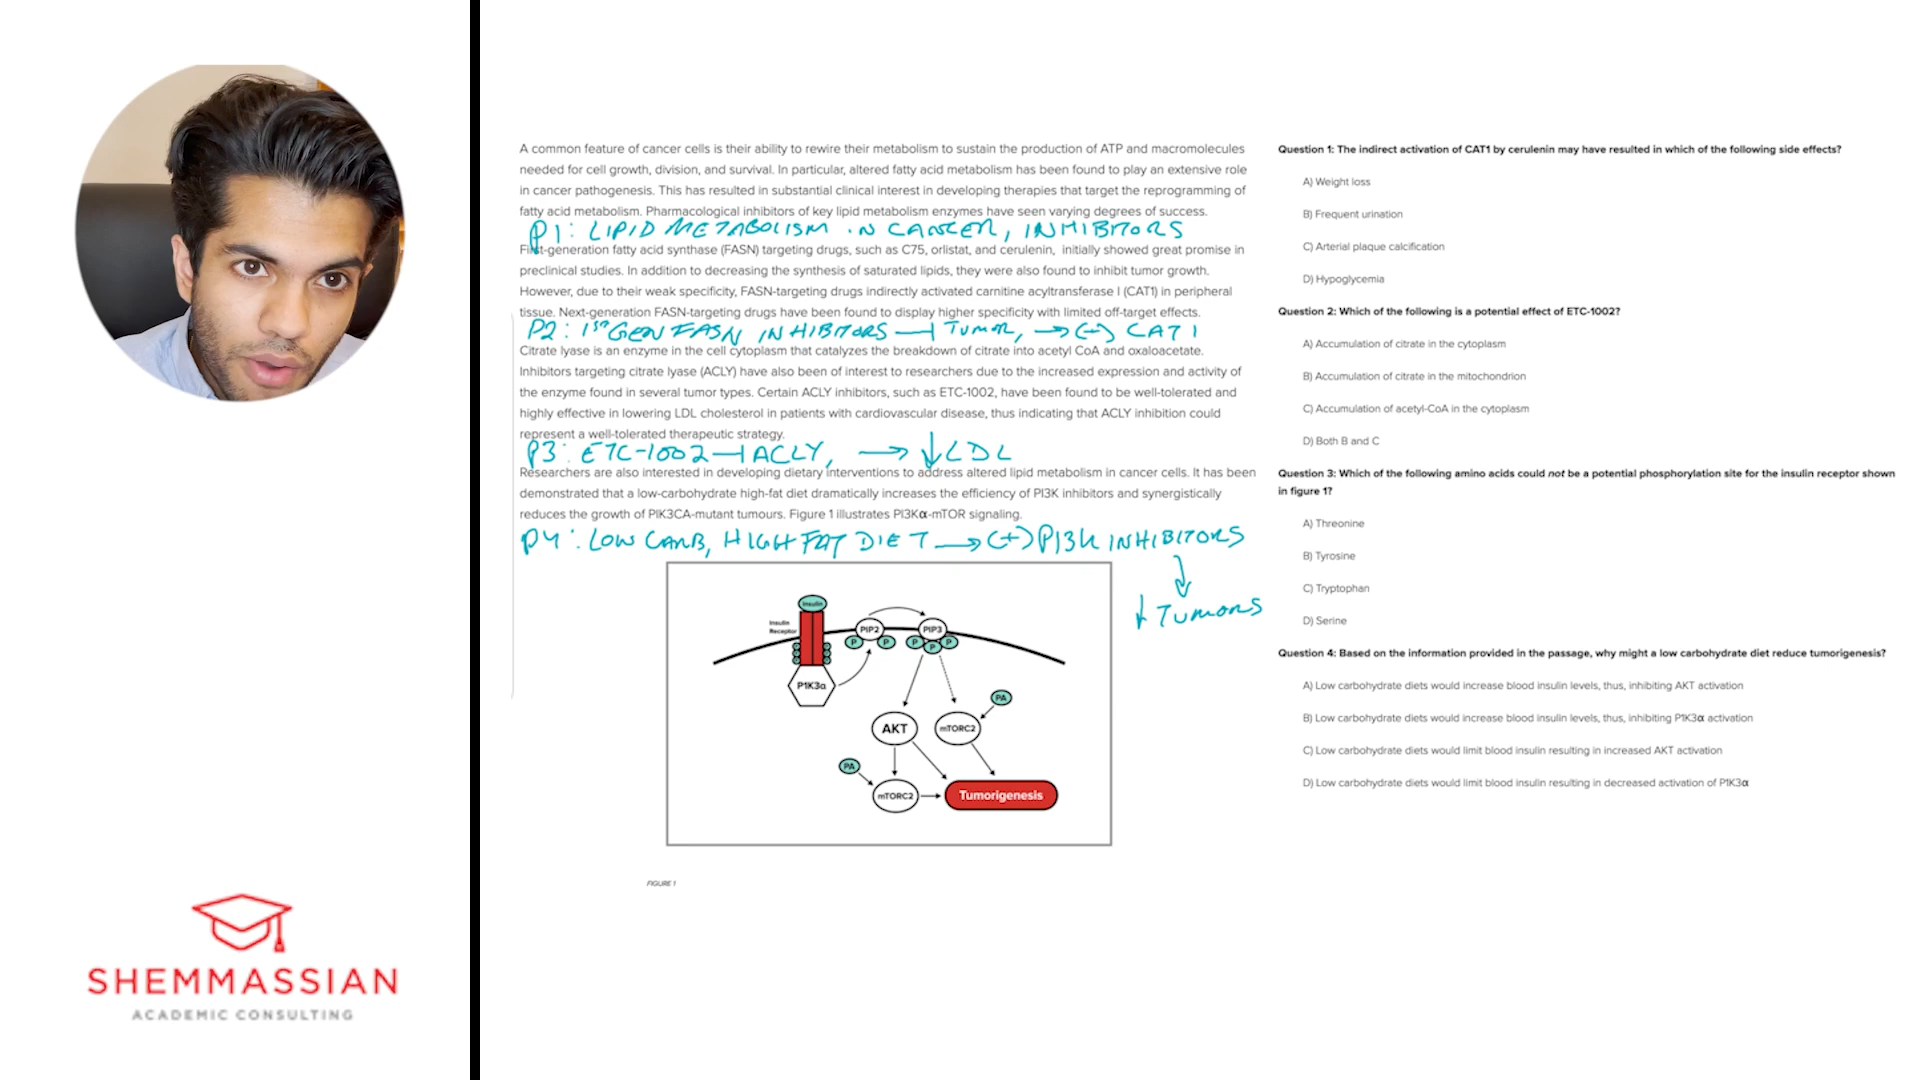 A common feature of cancer cells is their ability to rewire their metabolism to sustain the production of ATP and macromolecules
needed for cell growth, division, and survival. In particular, altered fatty acid metabolism has been found to play an extensive role
in cancer pathogenesis. This has resulted in substantial clinical interest in developing therapies that target the reprogramming of
fatty acid metabolism. Pharmacological inhibitors of key lipid metabolism enzymes have seen varying degrees of success.
P1: LIPID METABOLISM IN CANCER, INHIBITORS
First-generation fatty acid synthase (FASN) targeting drugs, such as C75, orlistat, and cerulenin, initially showed great promise in
preclinical studies. In addition to decreasing the synthesis of saturated lipids, they were also found to inhibit tumor growth.
However, due to their weak specificity, FASN-targeting drugs indirectly activated carnitine acyltransferase I (CAT1) in peripheral
tissue. Next-generation FASN-targeting drugs have been found to display higher specificity with limited off-target effects.
P2: 1ST GEN FASN INHIBITORS ⊣ TUMOR, → (+) CAT1
Citrate lyase is an enzyme in the cell cytoplasm that catalyzes the breakdown of citrate into acetyl CoA and oxaloacetate.
Inhibitors targeting citrate lyase (ACLY) have also been of interest to researchers due to the increased expression and activity of
the enzyme found in several tumor types. Certain ACLY inhibitors, such as ETC-1002, have been found to be well-tolerated and
highly effective in lowering LDL cholesterol in patients with cardiovascular disease, thus indicating that ACLY inhibition could
represent a well-tolerated therapeutic strategy.
P3: ETC-1002 ⊣ ACLY, → ↓ LDL
Researchers are also interested in developing dietary interventions to address altered lipid metabolism in cancer cells. It has been
demonstrated that a low-carbohydrate high-fat diet dramatically increases the efficiency of PI3K inhibitors and synergistically
reduces the growth of PIK3CA-mutant tumours. Figure 1 illustrates PI3Kα-mTOR signaling.
P4: LOW CARB, HIGH FAT DIET → (+) PI3K INHIBITORS
↓ TUMORS
Insulin
Insulin
Receptor
PIP2
PIP3
P P P P P
P1K3α
PA
AKT
mTORC2
PA
mTORC2
Tumorigenesis
FIGURE 1
Question 1: The indirect activation of CAT1 by cerulenin may have resulted in which of the following side effects?
A) Weight loss
B) Frequent urination
C) Arterial plaque calcification
D) Hypoglycemia
Question 2: Which of the following is a potential effect of ETC-1002?
A) Accumulation of citrate in the cytoplasm
B) Accumulation of citrate in the mitochondrion
C) Accumulation of acetyl-CoA in the cytoplasm
D) Both B and C
Question 3: Which of the following amino acids could not be a potential phosphorylation site for the insulin receptor shown
in figure 1?
A) Threonine
B) Tyrosine
C) Tryptophan
D) Serine
Question 4: Based on the information provided in the passage, why might a low carbohydrate diet reduce tumorigenesis?
A) Low carbohydrate diets would increase blood insulin levels, thus, inhibiting AKT activation
B) Low carbohydrate diets would increase blood insulin levels, thus, inhibiting P1K3α activation
C) Low carbohydrate diets would limit blood insulin resulting in increased AKT activation
D) Low carbohydrate diets would limit blood insulin resulting in decreased activation of P1K3α
SHEMMASSIAN
ACADEMIC CONSULTING